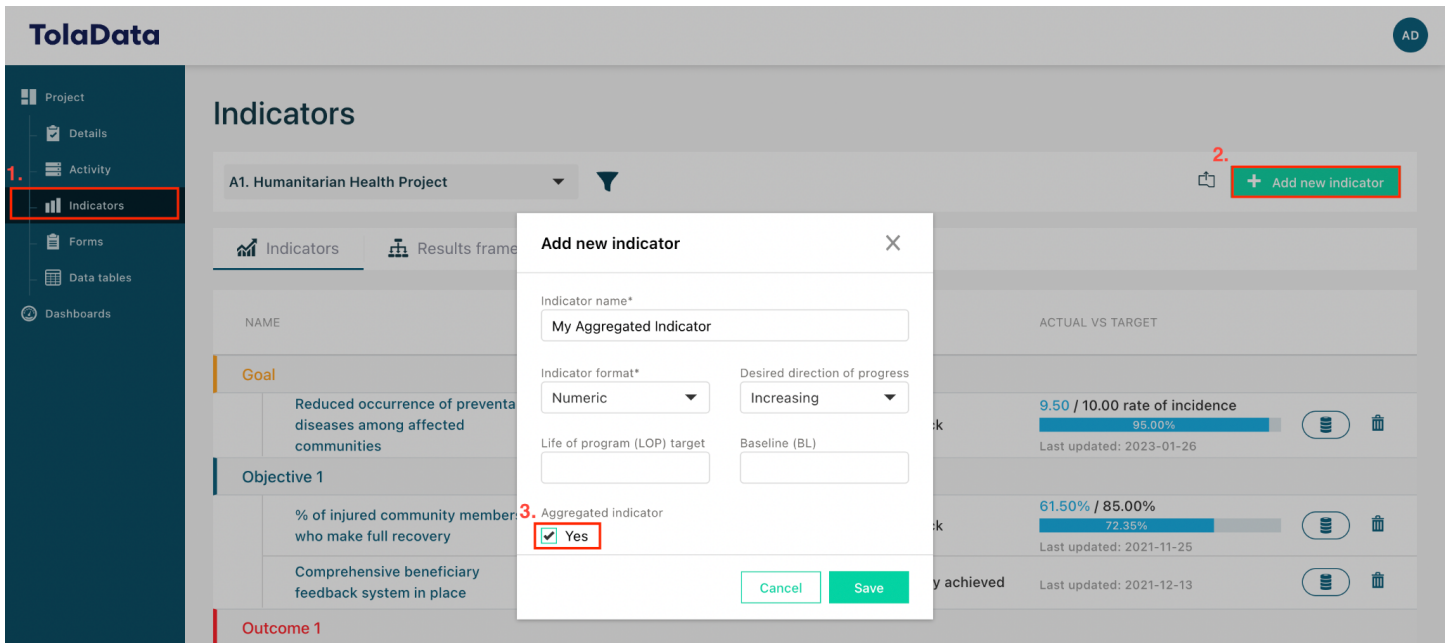 TolaData
AD
Project
Details
Activity
1.
Indicators
Forms
Data tables
Dashboards
Indicators
A1. Humanitarian Health Project
2.
+ Add new indicator
Indicators
Results frame
NAME
ACTUAL VS TARGET
Goal
Reduced occurrence of preventa
diseases among affected
communities
k
9.50 / 10.00 rate of incidence
95.00%
Last updated: 2023-01-26
Objective 1
% of injured community member
who make full recovery
k
61.50% / 85.00%
72.35%
Last updated: 2021-11-25
Comprehensive beneficiary
feedback system in place
y achieved
Last updated: 2021-12-13
Outcome 1
Add new indicator
Indicator name*
My Aggregated Indicator
Indicator format*
Desired direction of progress
Numeric
Increasing
Life of program (LOP) target
Baseline (BL)
3. Aggregated indicator
Yes
Cancel
Save